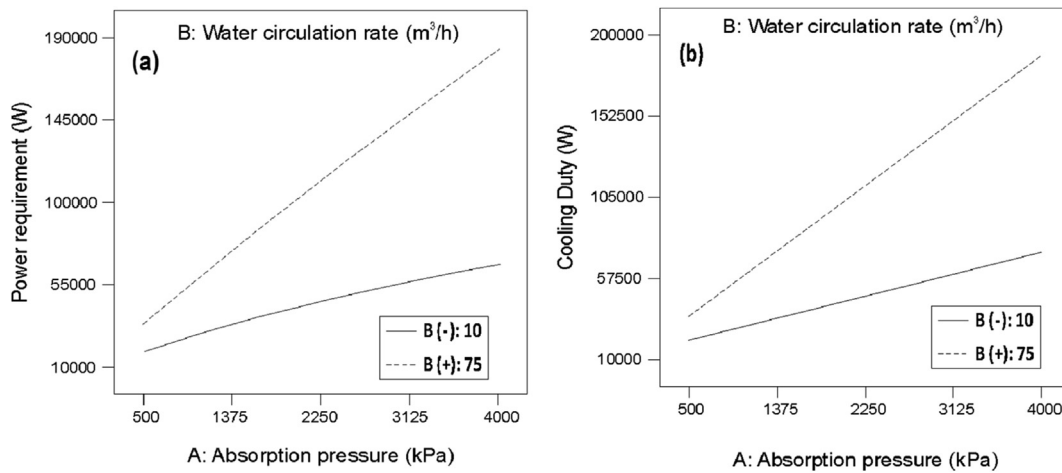 B: Water circulation rate (m³/h)
(a)
Power requirement (W)
190000
145000
100000
55000
10000
B (-): 10
B (+): 75
500
1375
2250
3125
4000
A: Absorption pressure (kPa)
B: Water circulation rate (m³/h)
(b)
Cooling Duty (W)
200000
152500
105000
57500
10000
B (-): 10
B (+): 75
500
1375
2250
3125
4000
A: Absorption pressure (kPa)